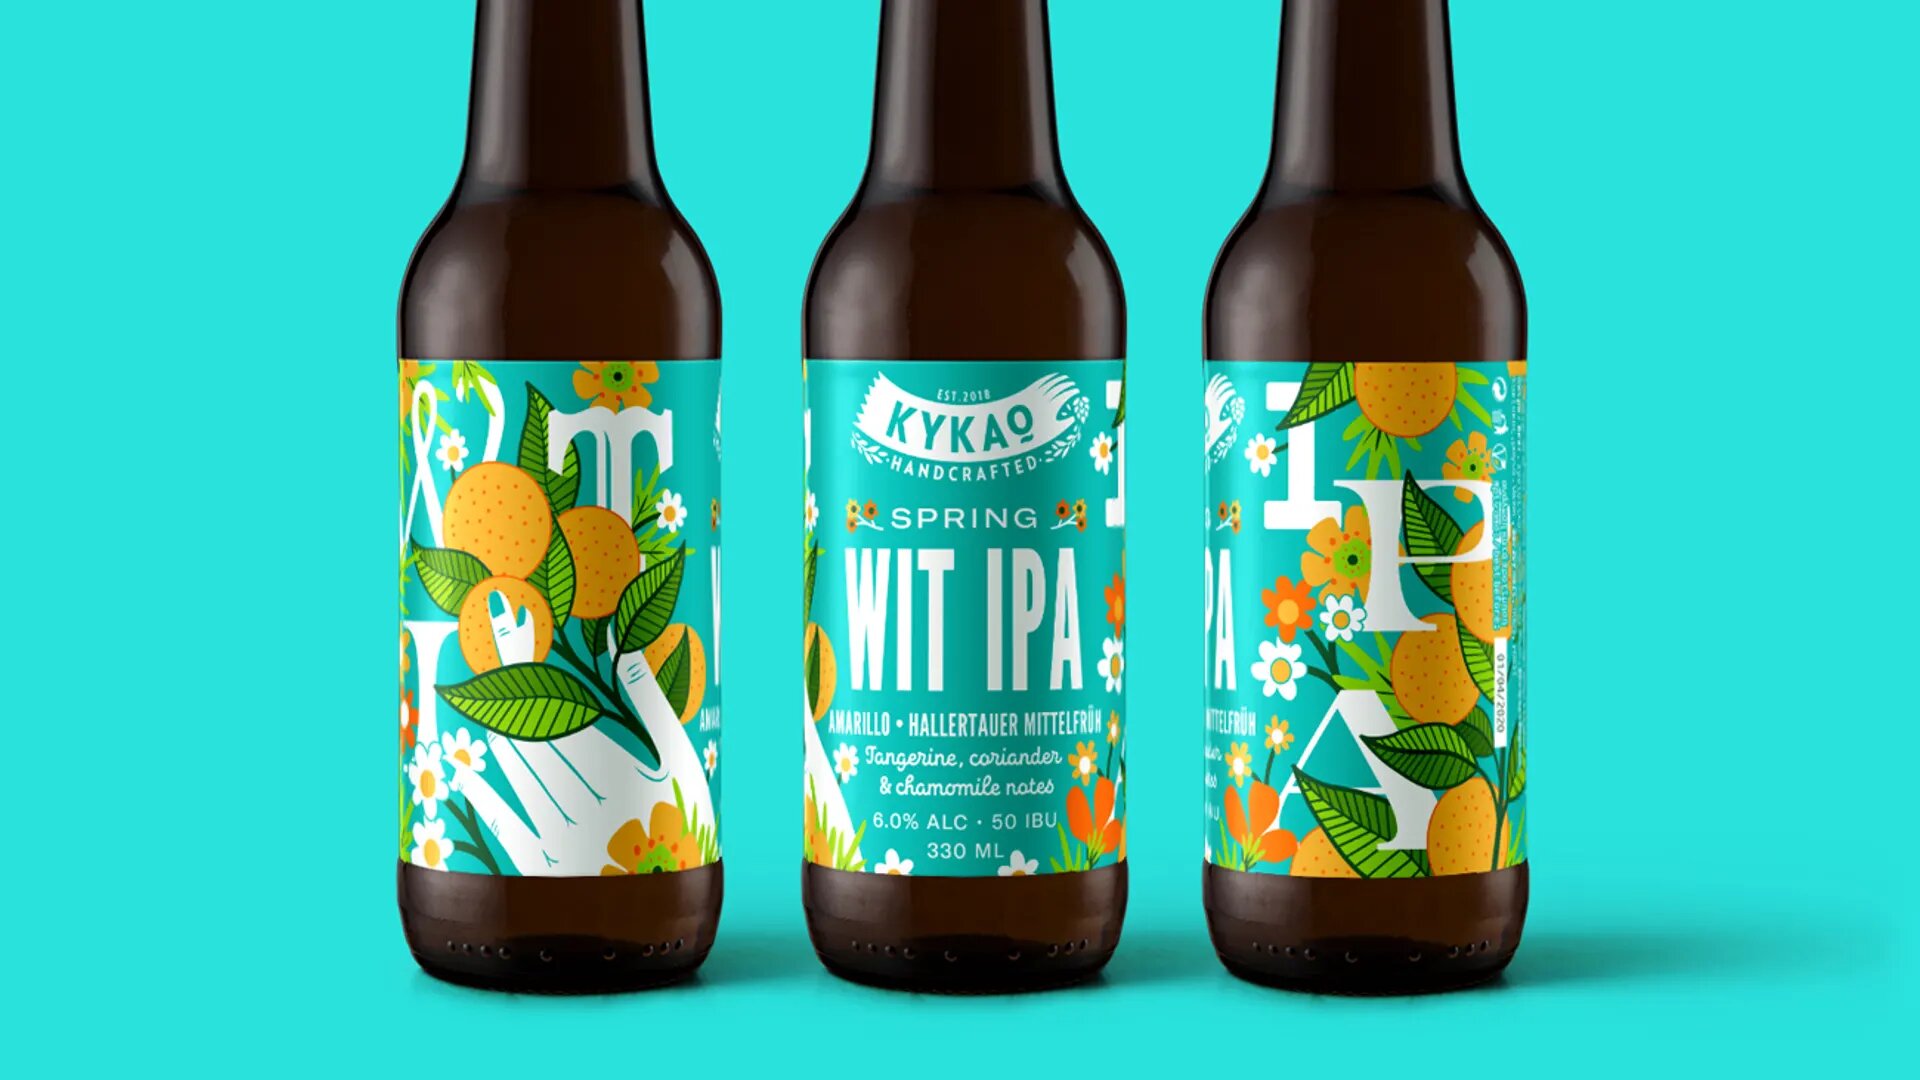 T
I
EST.2018
KYKAO
·HANDCRAFTED·
SPRING
WIT IPA
AMARILLO • HALLERTAUER MITTELFRÜH
Tangerine, coriander
& chamomile notes
6.0% ALC • 50 IBU
330 ML
I
P
A
PA
MITTELFRÜH
01/04/2020